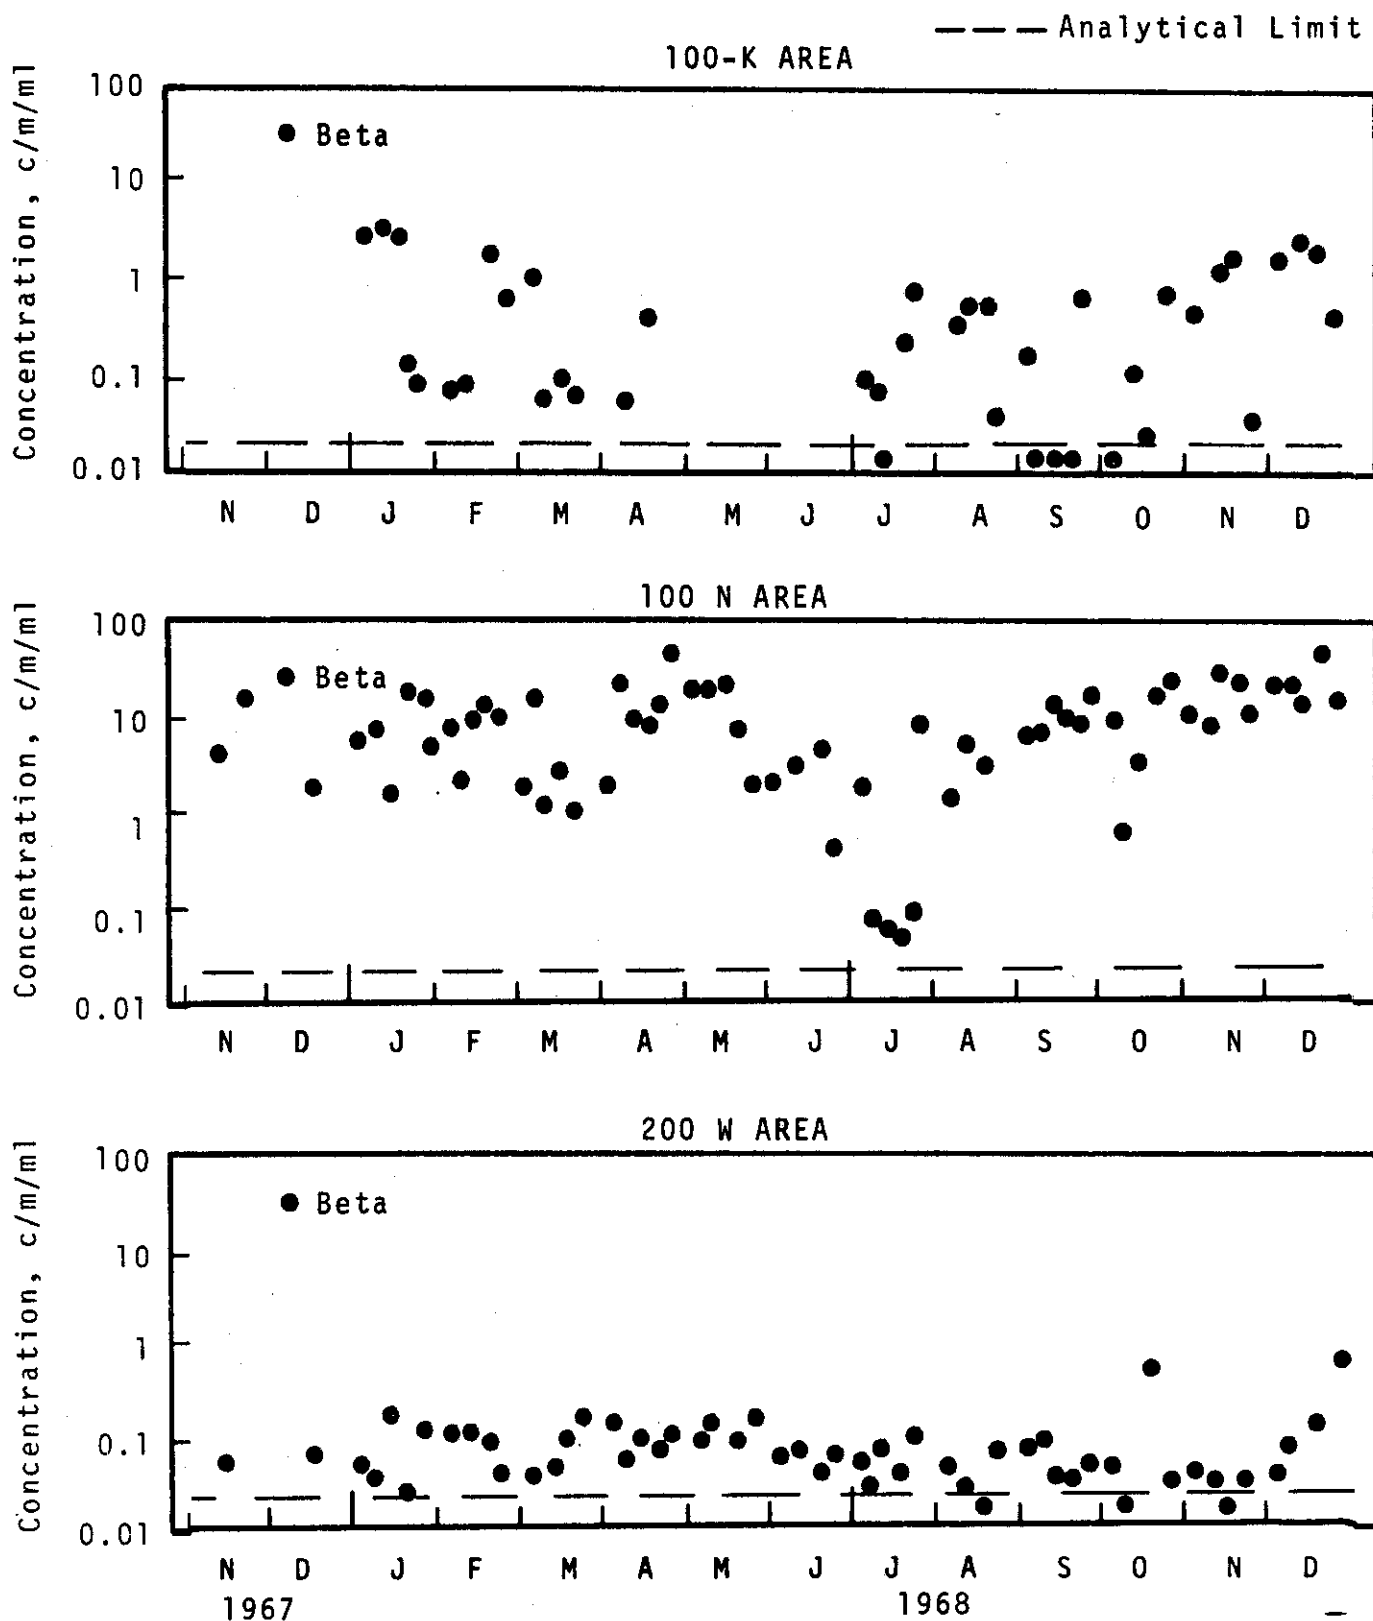 Analytical Limit
100-K AREA
Concentration, c/m/ml
100
10
1
0.1
0.01
Beta
N D J F M A M J J A S O N D
100 N AREA
Concentration, c/m/ml
100
10
1
0.1
0.01
Beta
N D J F M A M J J A S O N D
200 W AREA
Concentration, c/m/ml
100
10
1
0.1
0.01
Beta
N D J F M A M J J A S O N D
1967 1968